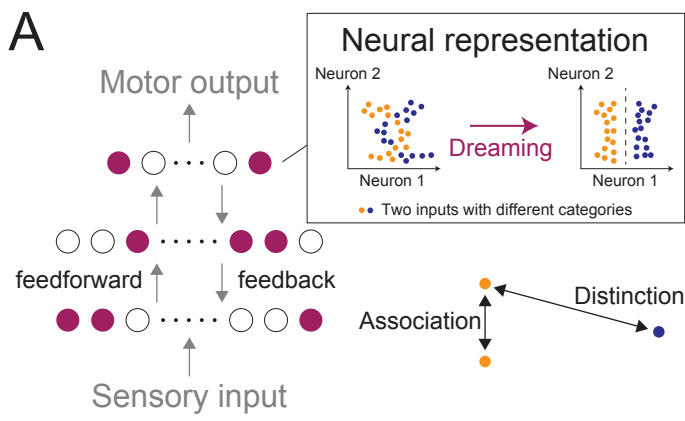 A
Neural representation
Motor output
Neuron 2
Neuron 2
Dreaming
Neuron 1
Neuron 1
Two inputs with different categories
feedforward
feedback
Distinction
Association
Sensory input